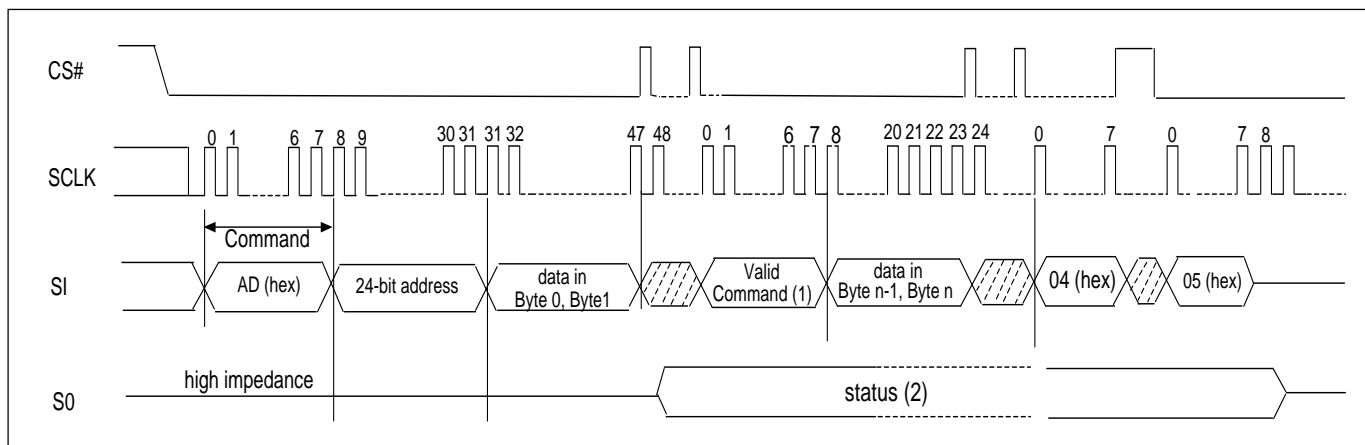 CS#
0 1 6 7 8 9 30 31 31 32 47 48 0 1 6 7 8 20 21 22 23 24 0 7 0 7 8
SCLK
Command
SI
AD (hex)
24-bit address
data in
Byte 0, Byte1
Valid
Command (1)
data in
Byte n-1, Byte n
04 (hex)
05 (hex)
high impedance
S0
status (2)